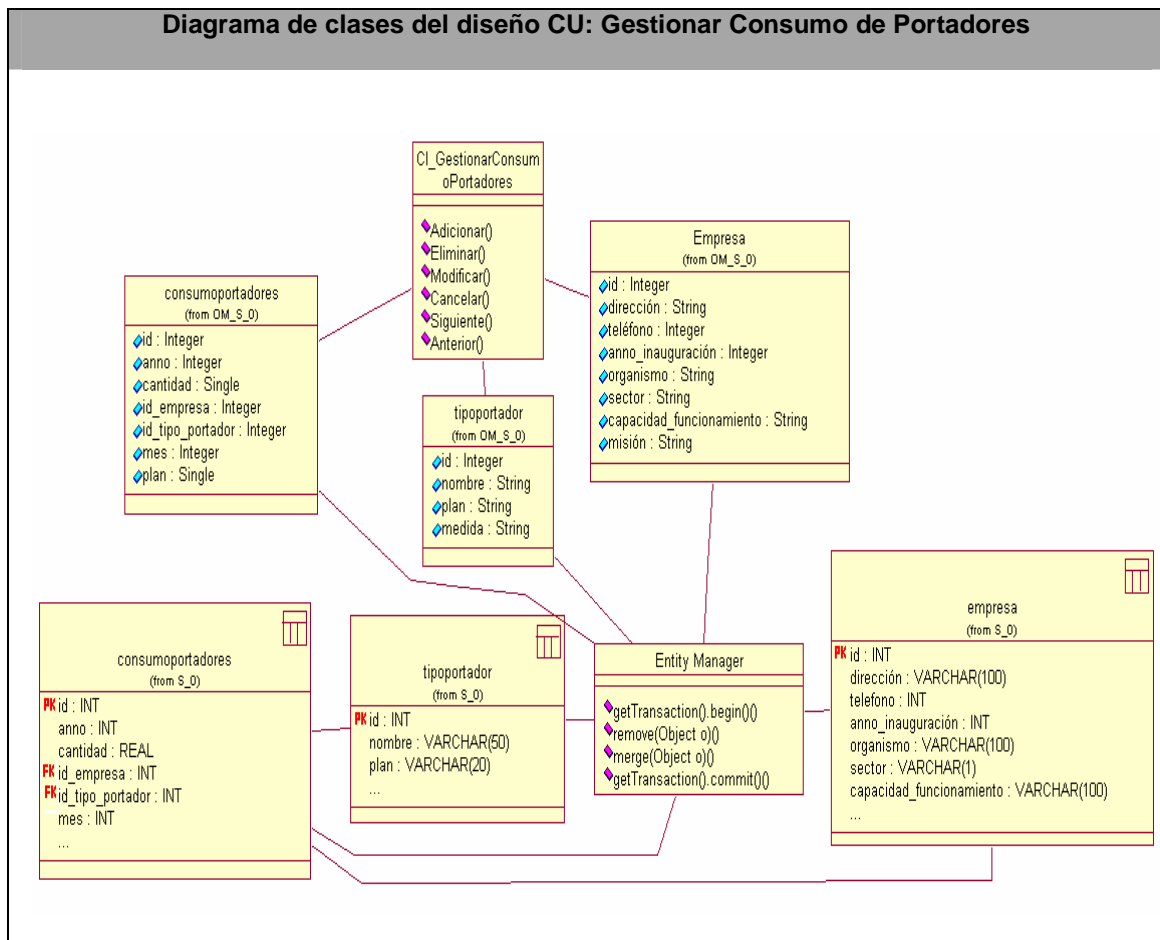 Diagrama de clases del diseño CU: Gestionar Consumo de Portadores
CI_GestionarConsum
oPortadores
Adicionar()
Eliminar()
Modificar()
Cancelar()
Siguiente()
Anterior()
Empresa
(from OM_S_0)
id : Integer
dirección : String
teléfono : Integer
anno_inauguración : Integer
organismo : String
sector : String
capacidad_funcionamiento : String
misión : String
consumoportadores
(from OM_S_0)
id : Integer
anno : Integer
cantidad : Single
id_empresa : Integer
id_tipo_portador : Integer
mes : Integer
plan : Single
tipoportador
(from OM_S_0)
id : Integer
nombre : String
plan : String
medida : String
consumoportadores
(from S_0)
PK id : INT
anno : INT
cantidad : REAL
FK id_empresa : INT
FK id_tipo_portador : INT
mes : INT
...
tipoportador
(from S_0)
PK id : INT
nombre : VARCHAR(50)
plan : VARCHAR(20)
...
Entity Manager
getTransaction().begin()()
remove(Object o)()
merge(Object o)()
getTransaction().commit()()
empresa
(from S_0)
PK id : INT
dirección : VARCHAR(100)
telefono : INT
anno_inauguración : INT
organismo : VARCHAR(100)
sector : VARCHAR(1)
capacidad_funcionamiento : VARCHAR(100)
...